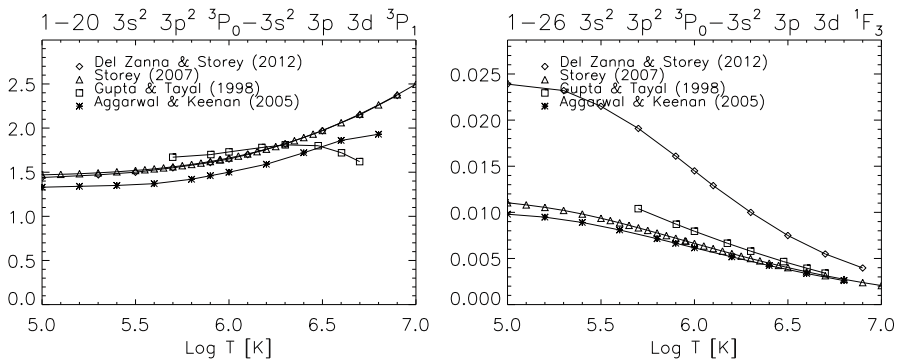 1−20 3s² 3p² ³P₀−3s² 3p 3d ³P₁
2.5
2.0
1.5
1.0
0.5
0.0
Del Zanna & Storey (2012)
Storey (2007)
Gupta & Tayal (1998)
Aggarwal & Keenan (2005)
5.0 5.5 6.0 6.5 7.0
Log T [K]
1−26 3s² 3p² ³P₀−3s² 3p 3d ¹F₃
0.025
0.020
0.015
0.010
0.005
0.000
Del Zanna & Storey (2012)
Storey (2007)
Gupta & Tayal (1998)
Aggarwal & Keenan (2005)
5.0 5.5 6.0 6.5 7.0
Log T [K]